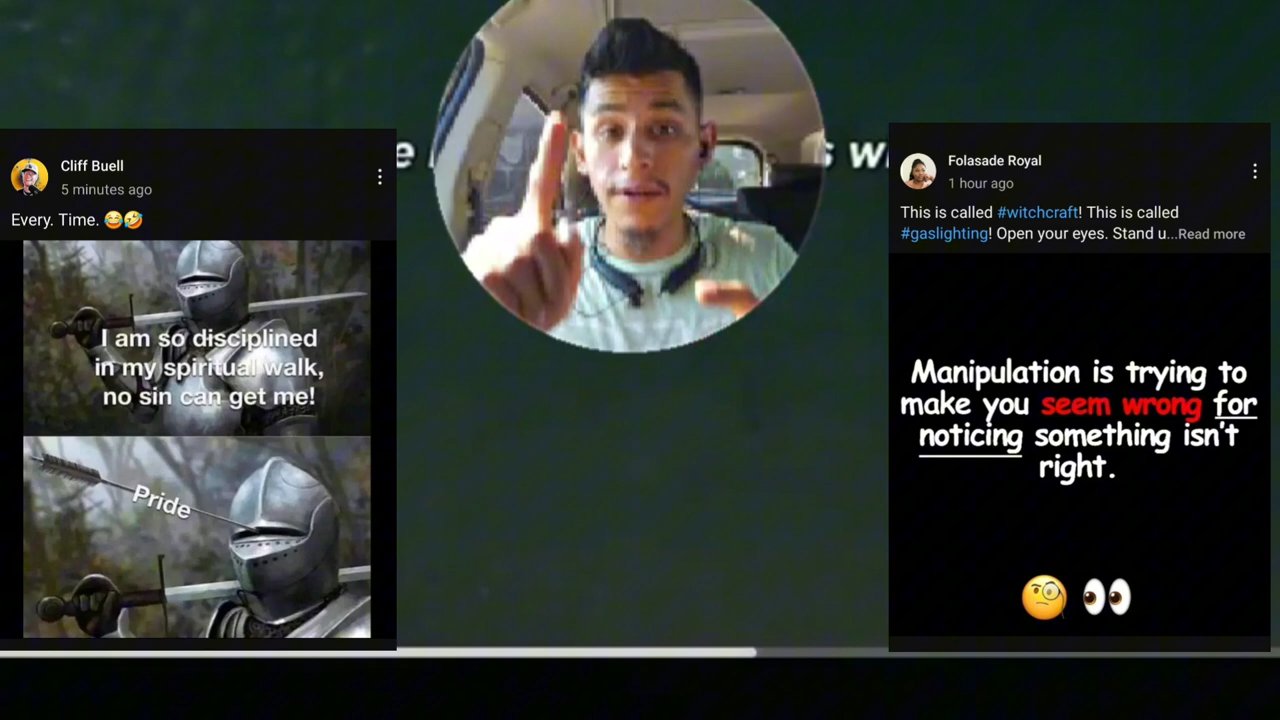 Cliff Buell
5 minutes ago
Every. Time. 😂🤣
I am so disciplined
in my spiritual walk,
no sin can get me!
Pride
Folasade Royal
1 hour ago
This is called #witchcraft! This is called
#gaslighting! Open your eyes. Stand u...Read more
Manipulation is trying to
make you seem wrong for
noticing something isn't
right.
🧐 👀